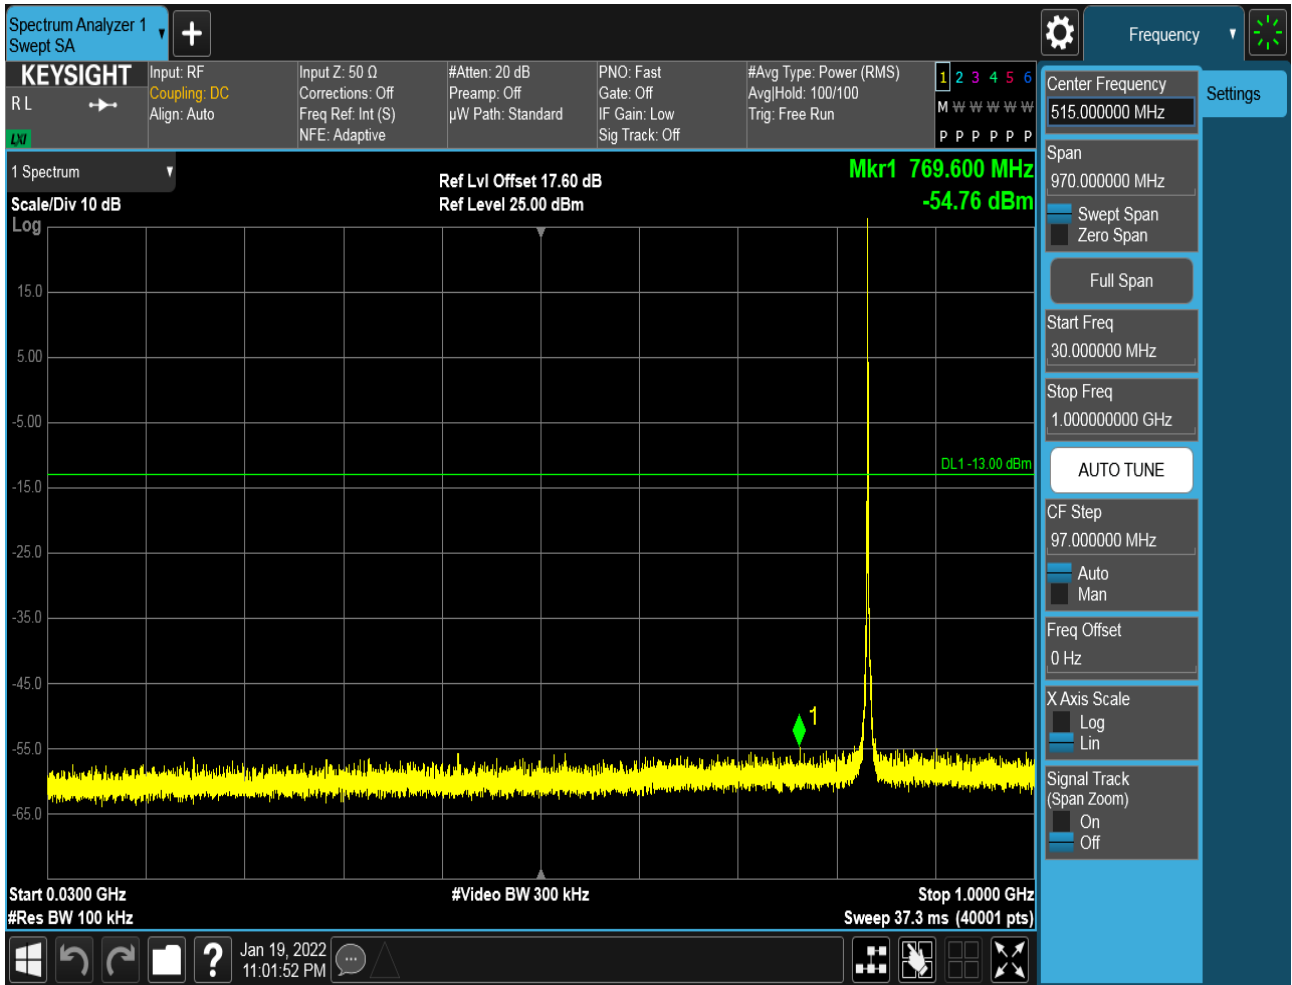 Spectrum Analyzer 1
Swept SA
Frequency
KEYSIGHT
R L
LXI
Input: RF
Coupling: DC
Align: Auto
Input Z: 50 Ω
Corrections: Off
Freq Ref: Int (S)
NFE: Adaptive
#Atten: 20 dB
Preamp: Off
µW Path: Standard
PNO: Fast
Gate: Off
IF Gain: Low
Sig Track: Off
#Avg Type: Power (RMS)
Avg|Hold: 100/100
Trig: Free Run
1 2 3 4 5 6
M W W W W W
P P P P P P
1 Spectrum
Scale/Div 10 dB
Log
Ref Lvl Offset 17.60 dB
Ref Level 25.00 dBm
Mkr1 769.600 MHz
-54.76 dBm
15.0
5.00
-5.00
-15.0
-25.0
-35.0
-45.0
-55.0
-65.0
DL1 -13.00 dBm
1
Start 0.0300 GHz
#Res BW 100 kHz
#Video BW 300 kHz
Stop 1.0000 GHz
Sweep 37.3 ms (40001 pts)
Center Frequency
515.000000 MHz
Settings
Span
970.000000 MHz
Swept Span
Zero Span
Full Span
Start Freq
30.000000 MHz
Stop Freq
1.000000000 GHz
AUTO TUNE
CF Step
97.000000 MHz
Auto
Man
Freq Offset
0 Hz
X Axis Scale
Log
Lin
Signal Track
(Span Zoom)
On
Off
?
Jan 19, 2022
11:01:52 PM